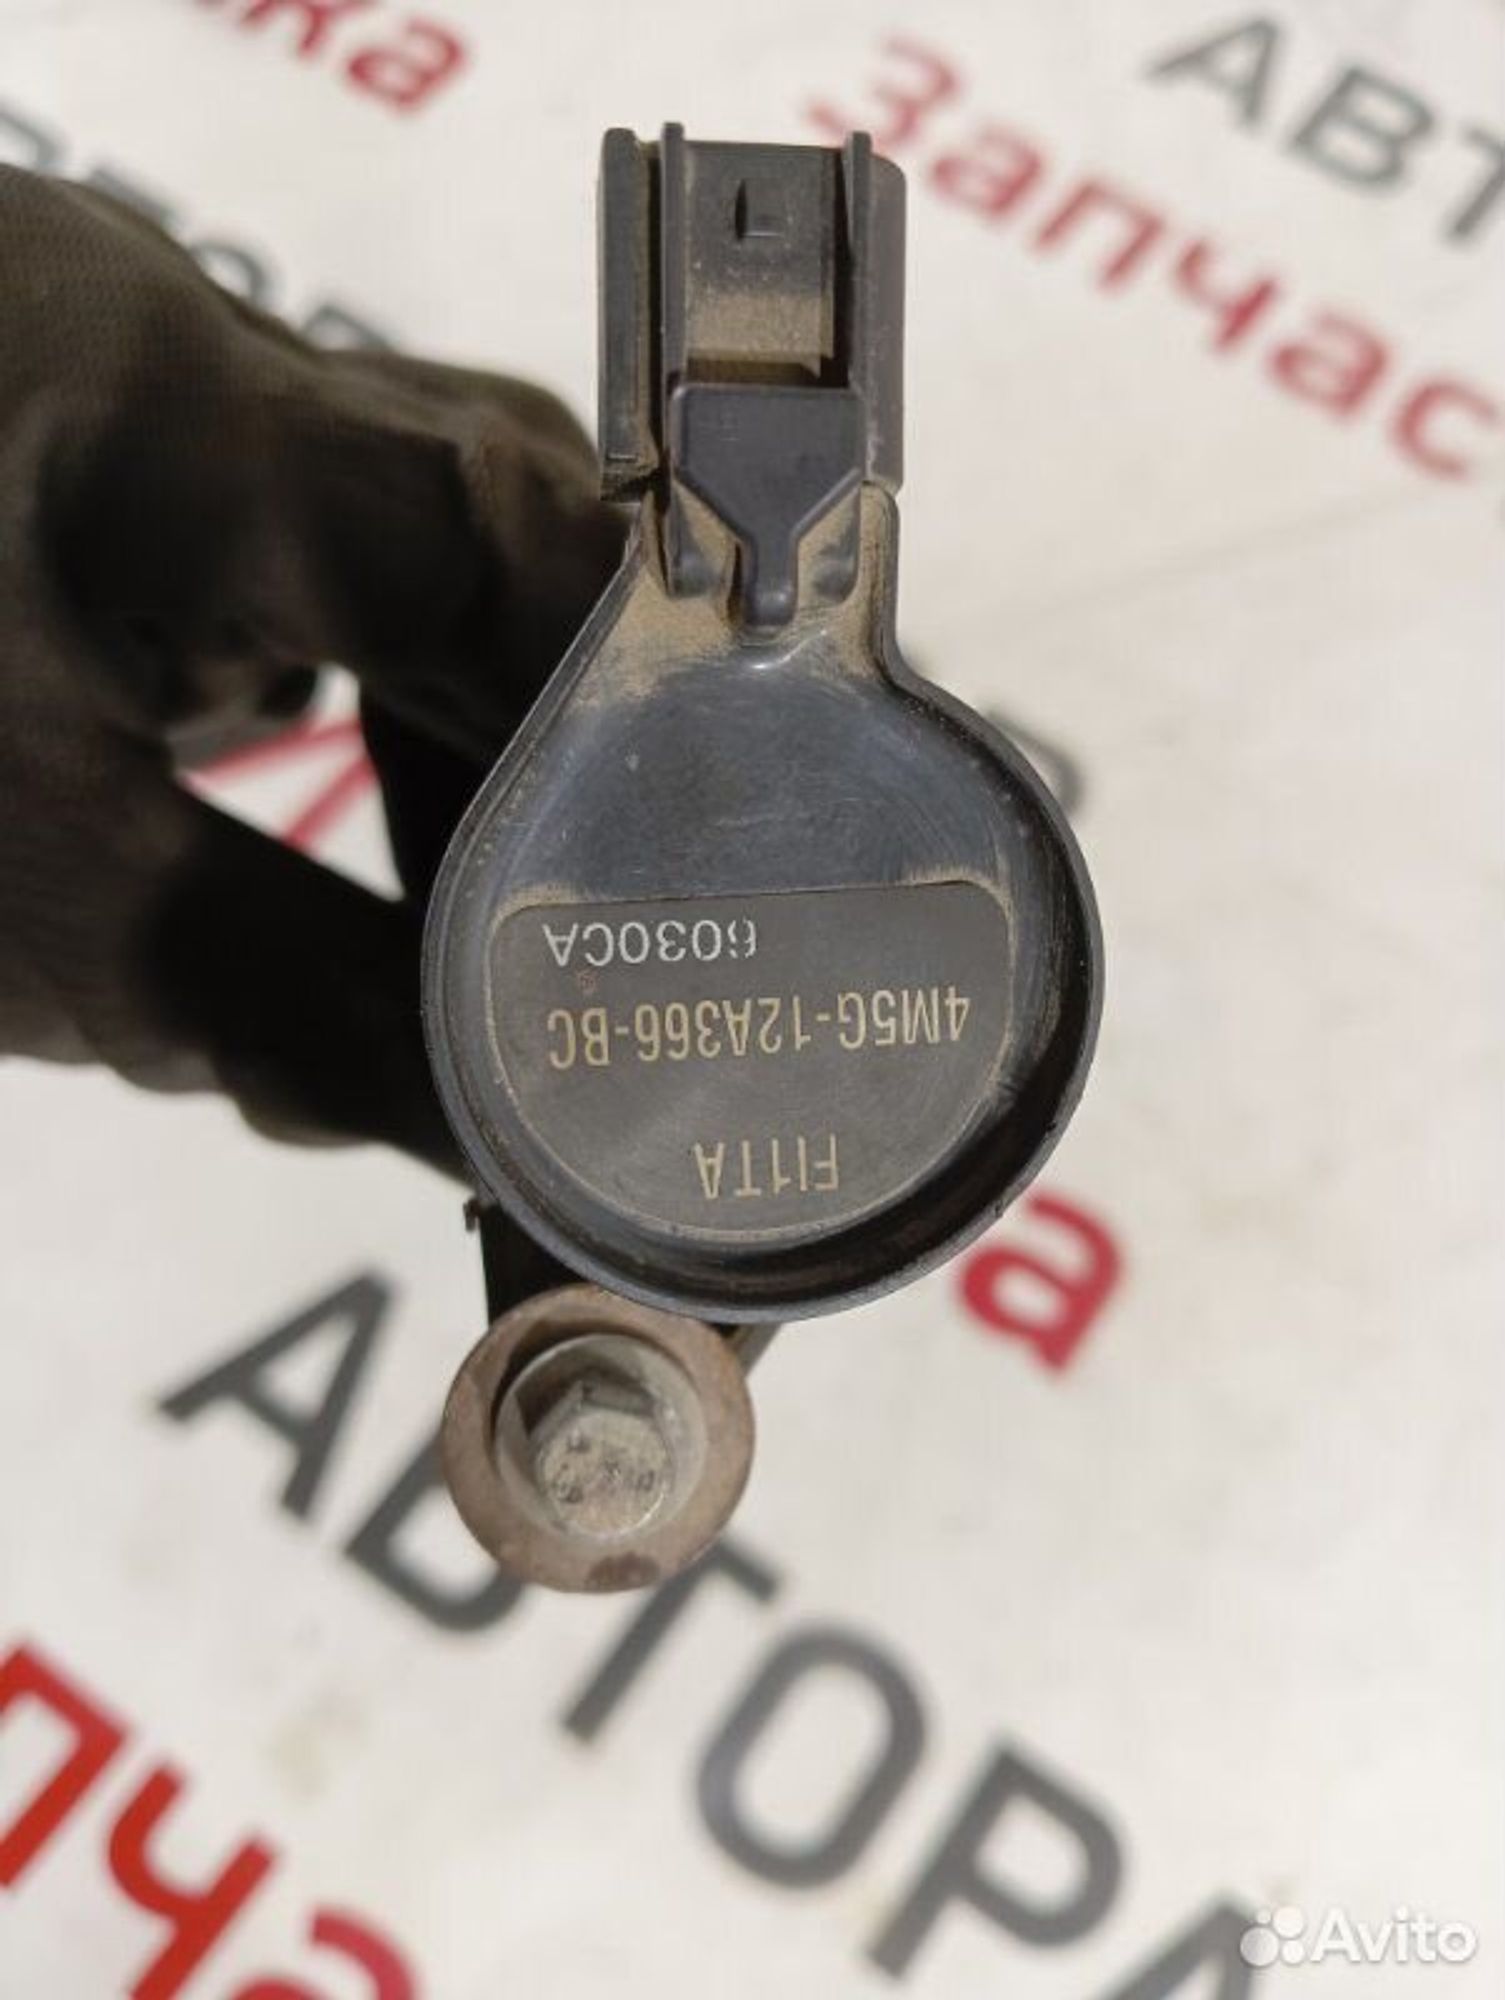 FI1TA
4M5G-12A366-BC
6030CA
Запчас
АВТ
а
АВТОРА
Avito